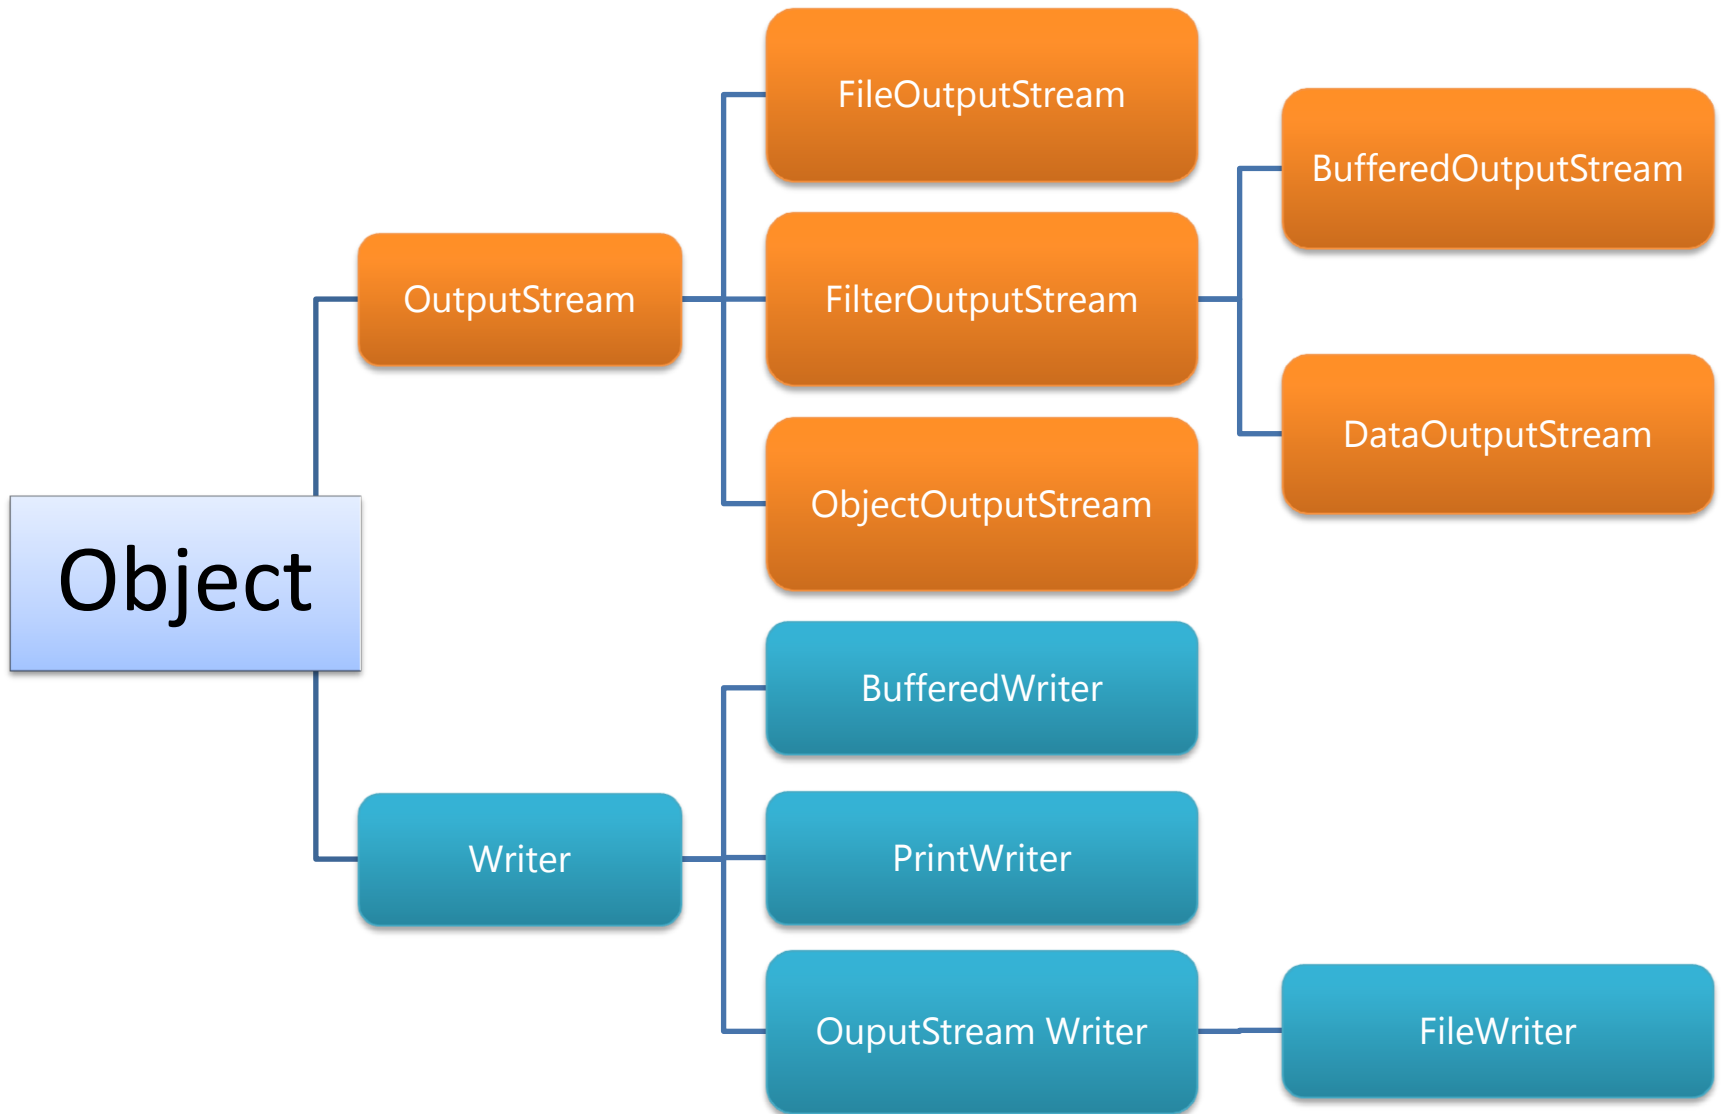 FileOutputStream
BufferedOutputStream
OutputStream
FilterOutputStream
DataOutputStream
ObjectOutputStream
Object
BufferedWriter
Writer
PrintWriter
OuputStream Writer
FileWriter